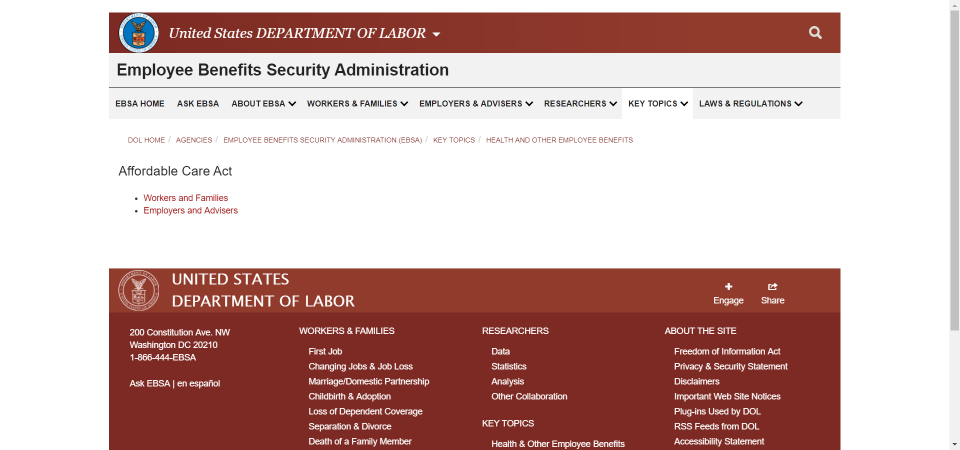 United States DEPARTMENT OF LABOR
Employee Benefits Security Administration
EBSA HOME ASK EBSA ABOUT EBSA WORKERS & FAMILIES EMPLOYERS & ADVISERS RESEARCHERS KEY TOPICS LAWS & REGULATIONS
DOL HOME / AGENCIES / EMPLOYEE BENEFITS SECURITY ADMINISTRATION (EBSA) / KEY TOPICS / HEALTH AND OTHER EMPLOYEE BENEFITS
Affordable Care Act
• Workers and Families
• Employers and Advisers
UNITED STATES
DEPARTMENT OF LABOR
Engage
Share
200 Constitution Ave. NW
Washington DC 20210
1-866-444-EBSA
Ask EBSA | en español
WORKERS & FAMILIES
First Job
Changing Jobs & Job Loss
Marriage/Domestic Partnership
Childbirth & Adoption
Loss of Dependent Coverage
Separation & Divorce
Death of a Family Member
RESEARCHERS
Data
Statistics
Analysis
Other Collaboration
KEY TOPICS
Health & Other Employee Benefits
ABOUT THE SITE
Freedom of Information Act
Privacy & Security Statement
Disclaimers
Important Web Site Notices
Plug-ins Used by DOL
RSS Feeds from DOL
Accessibility Statement